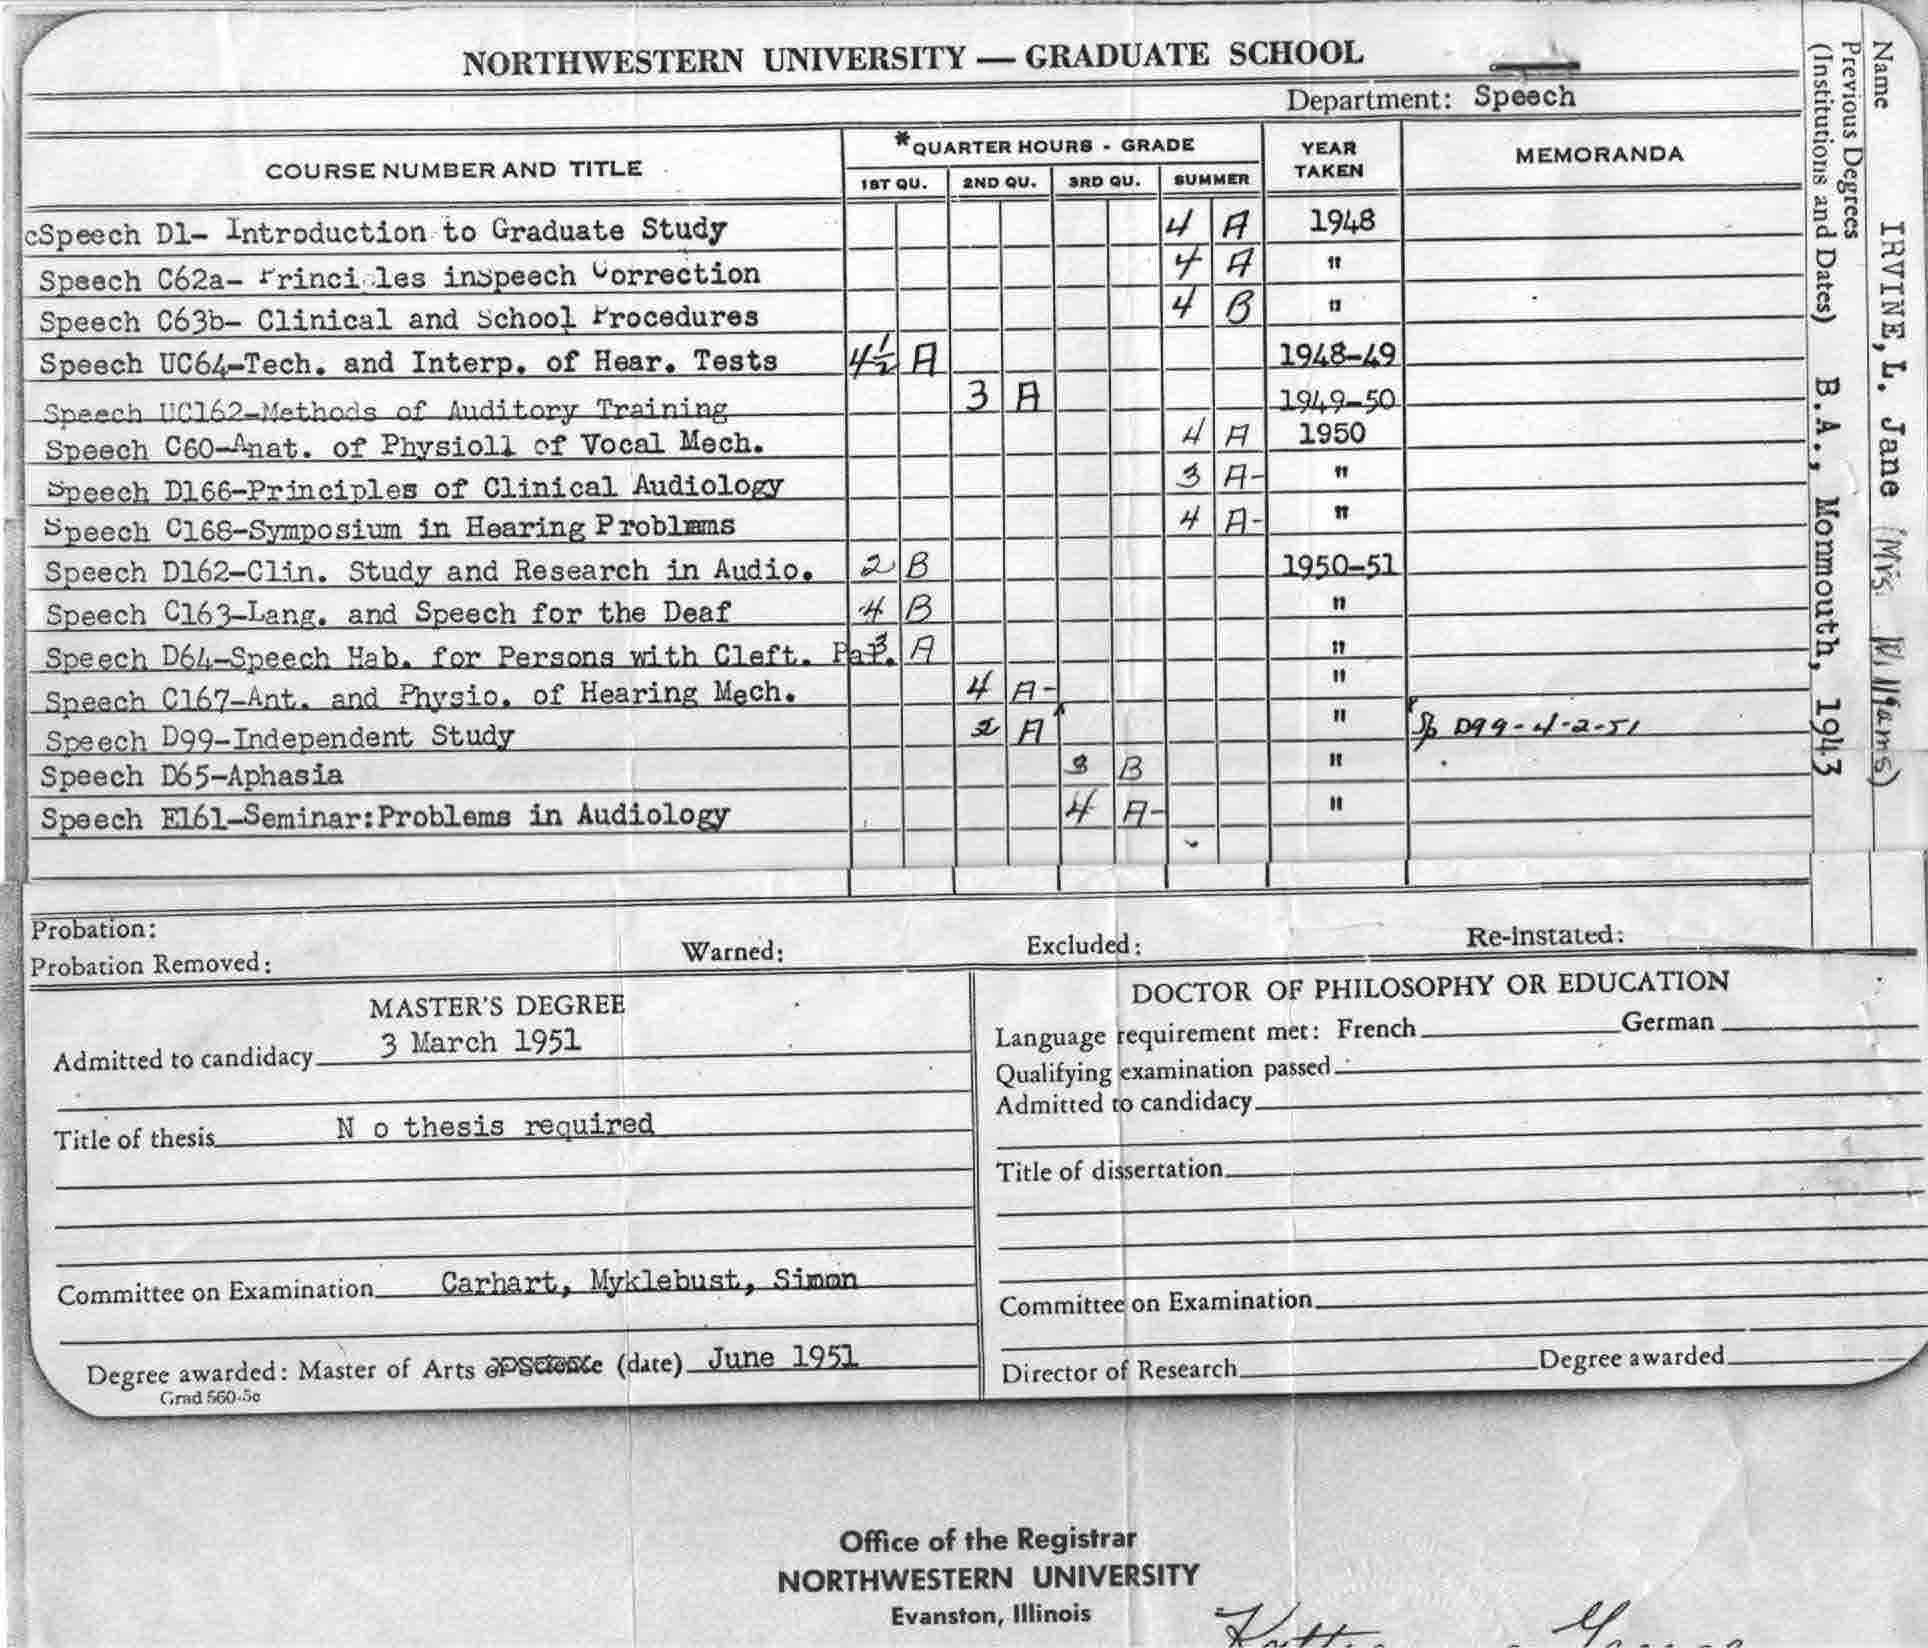 NORTHWESTERN UNIVERSITY — GRADUATE SCHOOL
Department: Speech
COURSE NUMBER AND TITLE *QUARTER HOURS - GRADE YEAR TAKEN MEMORANDA
1ST QU. 2ND QU. 3RD QU. SUMMER
cSpeech D1- Introduction to Graduate Study 4 A 1948
Speech C62a- Princi les inSpeech Correction 4 A "
Speech C63b- Clinical and School Procedures 4 B "
Speech UC64-Tech. and Interp. of Hear. Tests 4½ A 1948-49
Speech UC162-Methods of Auditory Training 3 A 1949-50
Speech C60-Anat. of Physioll of Vocal Mech. 4 A 1950
Speech D166-Principles of Clinical Audiology 3 A- "
Speech C168-Symposium in Hearing Problems 4 A- "
Speech D162-Clin. Study and Research in Audio. 2 B 1950-51
Speech C163-Lang. and Speech for the Deaf 4 B "
Speech D64-Speech Hab. for Persons with Cleft. Pa 3 A "
Speech C167-Ant. and Physio. of Hearing Mech. 4 A- "
Speech D99-Independent Study 2 A " Sp D99-4-2-51
Speech D65-Aphasia 3 B "
Speech E161-Seminar:Problems in Audiology 4 A- "
Name IRVINE, L. Jane (Mrs. Williams)
Previous Degrees
(Institutions and Dates) B.A., Monmouth, 1943
Probation:
Probation Removed: Warned: Excluded: Re-instated:
MASTER'S DEGREE
Admitted to candidacy 3 March 1951
Title of thesis N o thesis required
Committee on Examination Carhart, Myklebust, Simon
Degree awarded: Master of Arts or Science (date) June 1951
Grad 560-5c
DOCTOR OF PHILOSOPHY OR EDUCATION
Language requirement met: French German
Qualifying examination passed
Admitted to candidacy
Title of dissertation
Committee on Examination
Director of Research Degree awarded
Office of the Registrar
NORTHWESTERN UNIVERSITY
Evanston, Illinois